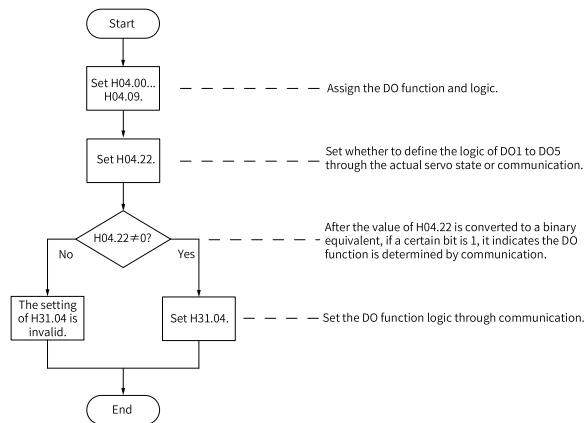 Start
Set H04.00...
H04.09.
Assign the DO function and logic.
Set H04.22.
Set whether to define the logic of DO1 to DO5
through the actual servo state or communication.
H04.22≠0?
After the value of H04.22 is converted to a binary
equivalent, if a certain bit is 1, it indicates the DO
function is determined by communication.
No
Yes
The setting
of H31.04 is
invalid.
Set H31.04.
Set the DO function logic through communication.
End